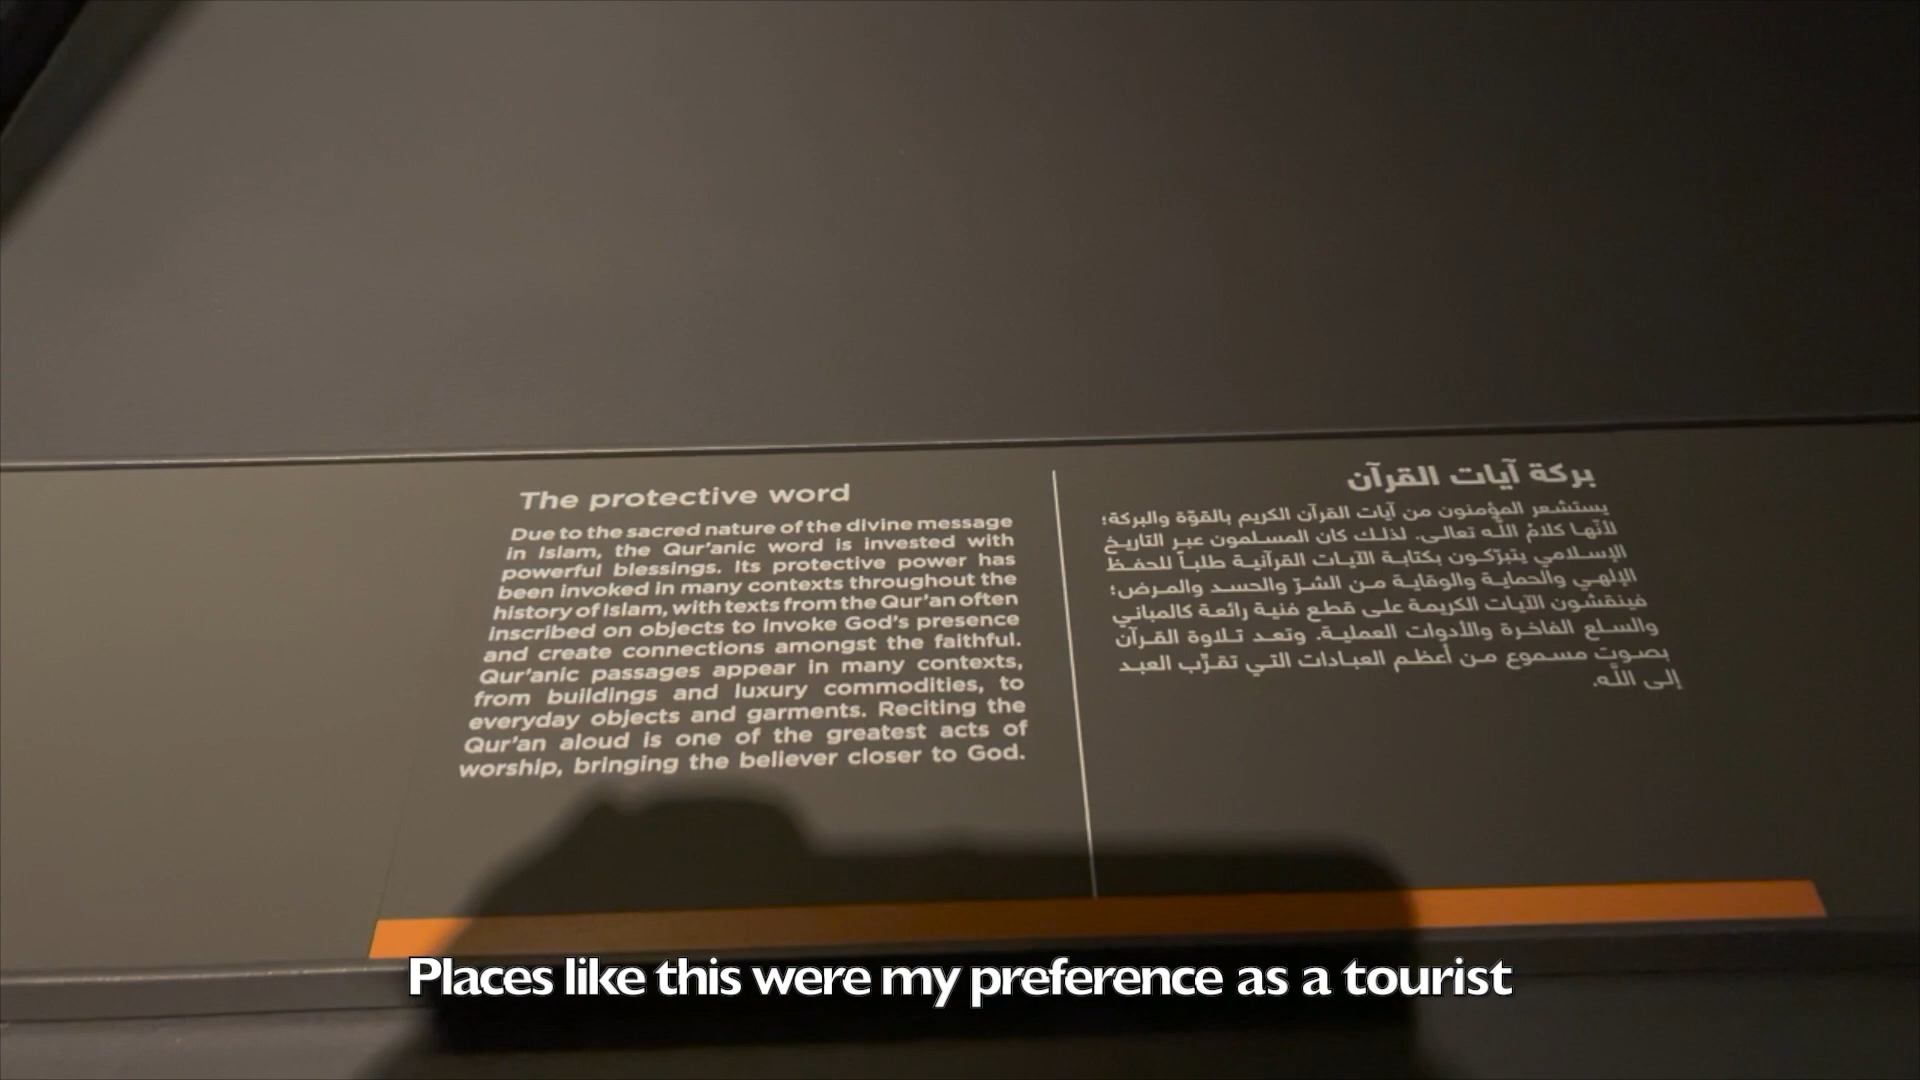 The protective word
Due to the sacred nature of the divine message
in Islam, the Qur'anic word is invested with
powerful blessings. Its protective power has
been invoked in many contexts throughout the
history of Islam, with texts from the Qur'an often
inscribed on objects to invoke God's presence
and create connections amongst the faithful.
Qur'anic passages appear in many contexts,
from buildings and luxury commodities, to
everyday objects and garments. Reciting the
Qur'an aloud is one of the greatest acts of
worship, bringing the believer closer to God.
بركة آيات القرآن
يستشعر المؤمنون من آيات القرآن الكريم بالقوّة والبركة؛
لأنّها كلامُ اللّه تعالى. لذلك كان المسلمون عبر التاريخ
الإسلامي يتبرّكون بكتابة الآيات القرآنية طلباً للحفظ
الإلهي والحماية والوقاية من الشرّ والحسد والمرض؛
فينقشون الآيات الكريمة على قطع فنية رائعة كالمباني
والسلع الفاخرة والأدوات العملية. وتعد تلاوة القرآن
بصوت مسموع من أعظم العبادات التي تقرّب العبد
إلى اللّه.
Places like this were my preference as a tourist